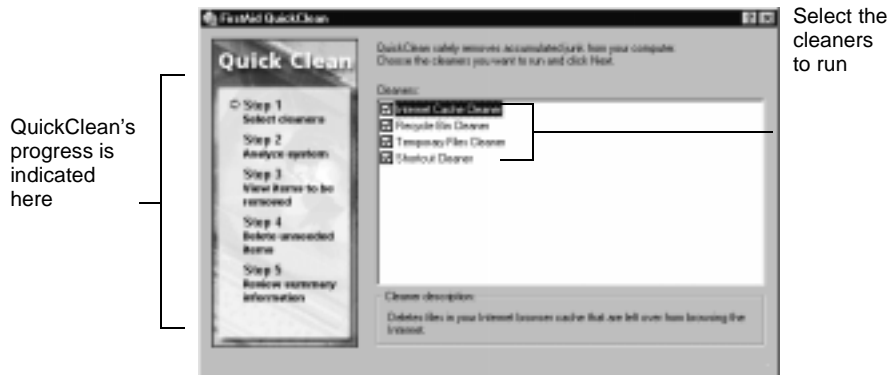 FirstAid QuickClean
Select the
cleaners
to run
Quick Clean
QuickClean safely removes accumulated junk from your computer.
Choose the cleaners you want to run and click Next.
Cleaners:
Internet Cache Cleaner
Recycle Bin Cleaner
Temporary Files Cleaner
Shortcut Cleaner
QuickClean's
progress is
indicated
here
Step 1
Select cleaners
Step 2
Analyze system
Step 3
View items to be
removed
Step 4
Delete unneeded
items
Step 5
Review summary
information
Cleaner description:
Deletes files in your Internet browser cache that are left over from browsing the
Internet.